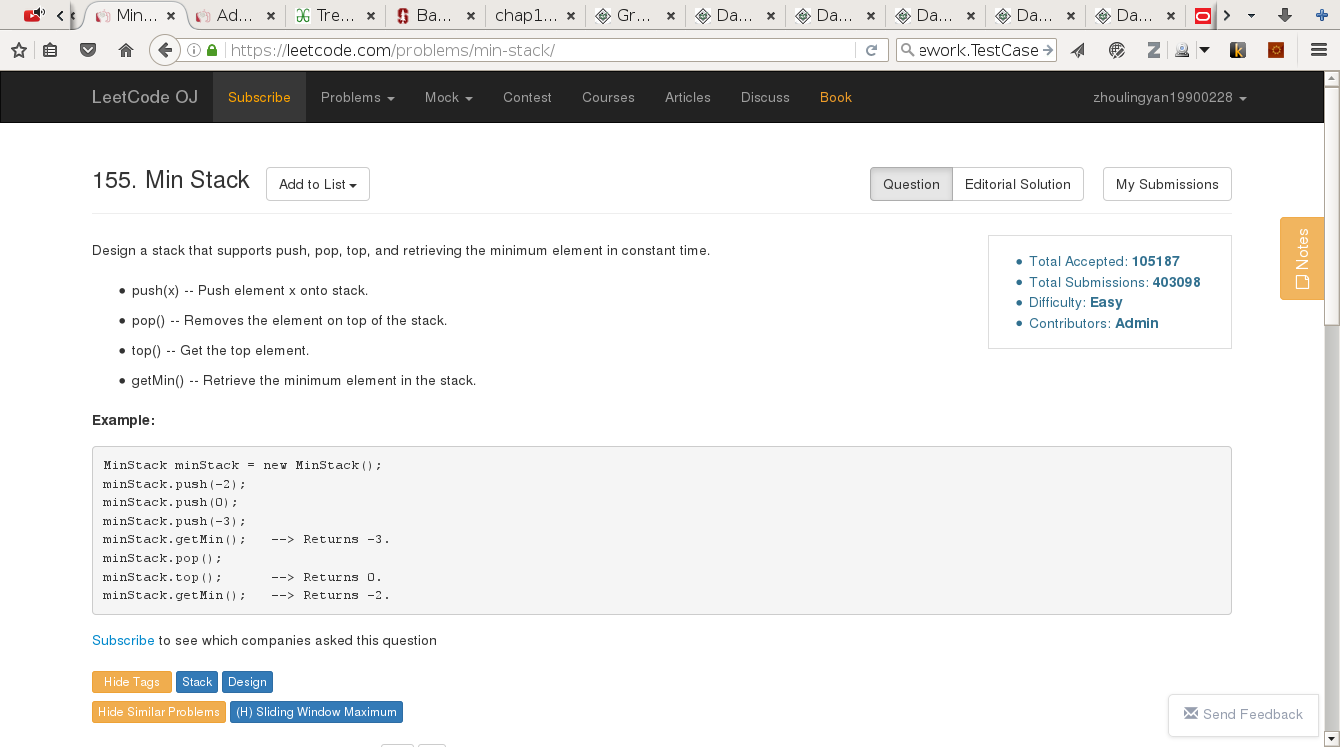 Min... Ad... Tre... Ba... chap1... Gr... Da... Da... Da... Da... Da...
https://leetcode.com/problems/min-stack/ ework.TestCase
LeetCode OJ Subscribe Problems Mock Contest Courses Articles Discuss Book zhoulingyan19900228
155. Min Stack Add to List Question Editorial Solution My Submissions
Notes
Design a stack that supports push, pop, top, and retrieving the minimum element in constant time.
• push(x) -- Push element x onto stack.
• pop() -- Removes the element on top of the stack.
• top() -- Get the top element.
• getMin() -- Retrieve the minimum element in the stack.
• Total Accepted: 105187
• Total Submissions: 403098
• Difficulty: Easy
• Contributors: Admin
Example:
MinStack minStack = new MinStack();
minStack.push(-2);
minStack.push(0);
minStack.push(-3);
minStack.getMin();   --> Returns -3.
minStack.pop();
minStack.top();      --> Returns 0.
minStack.getMin();   --> Returns -2.
Subscribe to see which companies asked this question
Hide Tags Stack Design
Hide Similar Problems (H) Sliding Window Maximum
Send Feedback